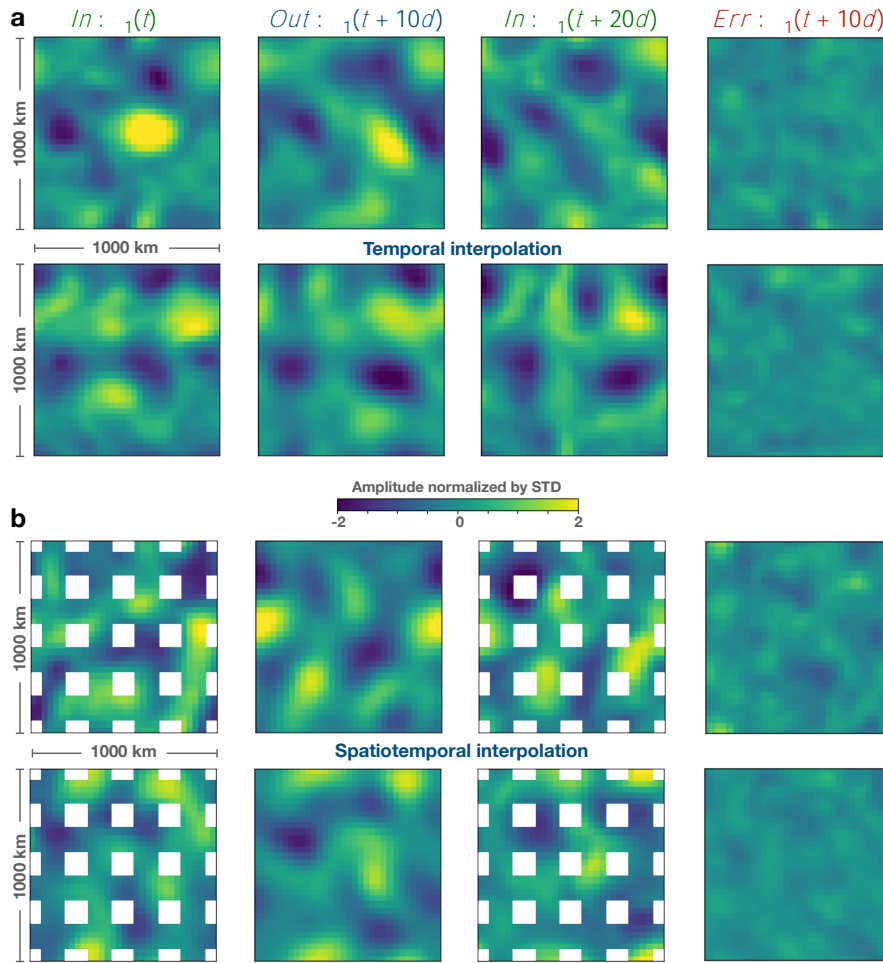 a
In : ₁(t)
Out : ₁(t + 10d)
In : ₁(t + 20d)
Err : ₁(t + 10d)
1000 km
1000 km
Temporal interpolation
1000 km
Amplitude normalized by STD
-2
0
2
b
1000 km
1000 km
Spatiotemporal interpolation
1000 km